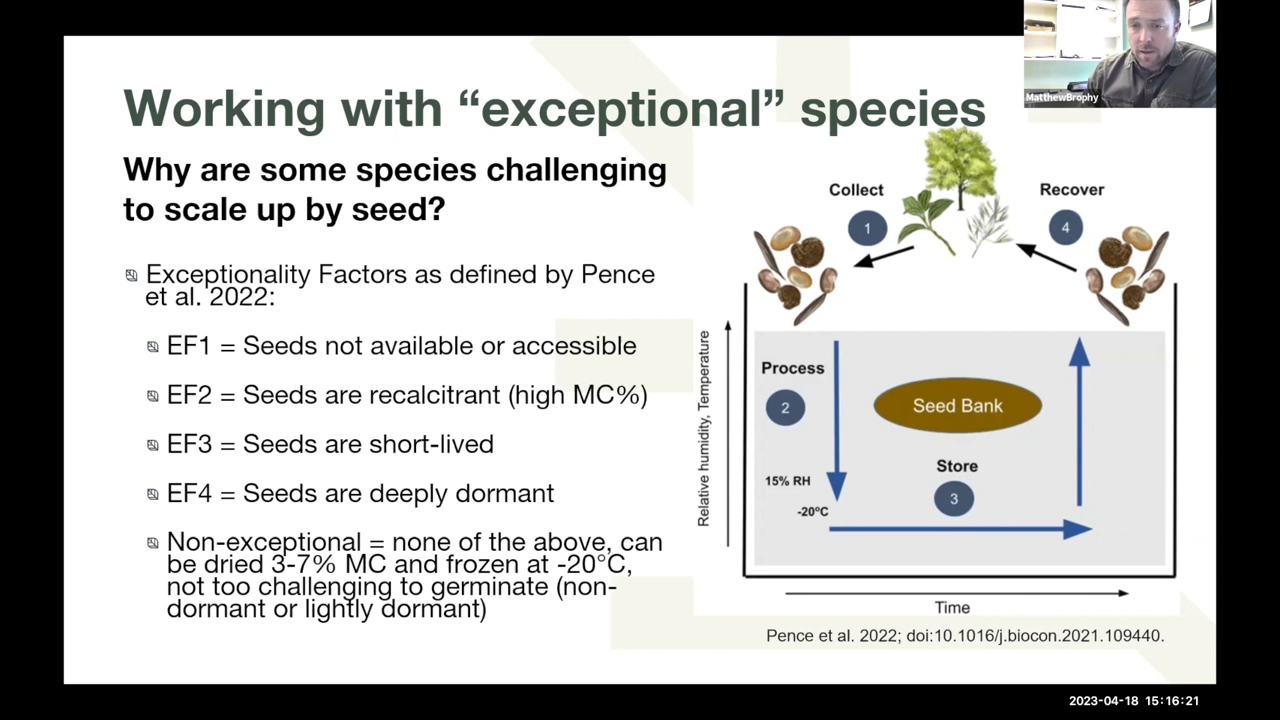 Working with “exceptional” species
MatthewBrophy
Why are some species challenging
to scale up by seed?
Exceptionality Factors as defined by Pence
et al. 2022:
EF1 = Seeds not available or accessible
EF2 = Seeds are recalcitrant (high MC%)
EF3 = Seeds are short-lived
EF4 = Seeds are deeply dormant
Non-exceptional = none of the above, can
be dried 3-7% MC and frozen at -20°C,
not too challenging to germinate (non-
dormant or lightly dormant)
Collect
1
Recover
4
Relative humidity, Temperature
Process
2
Seed Bank
Store
3
15% RH
-20°C
Time
Pence et al. 2022; doi:10.1016/j.biocon.2021.109440.
2023-04-18 15:16:21